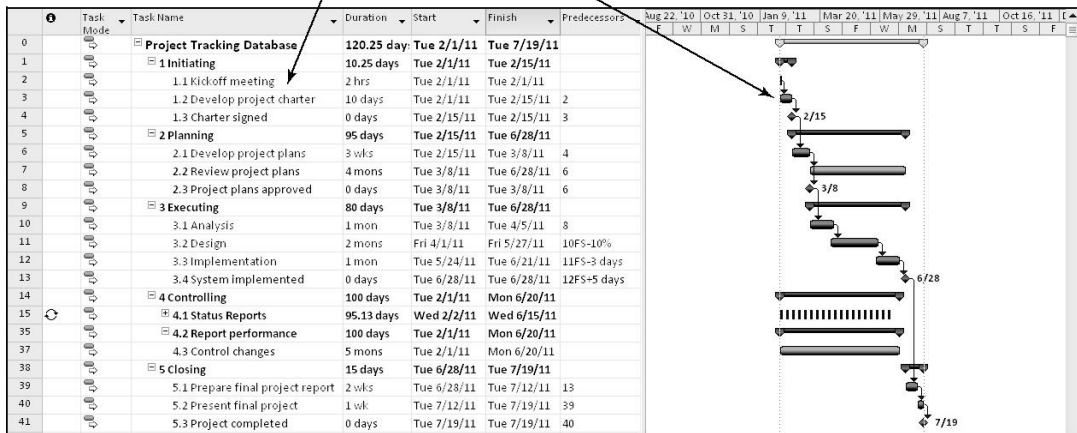 Task Mode Task Name Duration Start Finish Predecessors Aug 22, '10 Oct 31, '10 Jan 9, '11 Mar 20, '11 May 29, '11 Aug 7, '11 Oct 16, '11
F W M S T T S F W M S T T S F
0 Project Tracking Database 120.25 day Tue 2/1/11 Tue 7/19/11
1 1 Initiating 10.25 days Tue 2/1/11 Tue 2/15/11
2 1.1 Kickoff meeting 2 hrs Tue 2/1/11 Tue 2/1/11
3 1.2 Develop project charter 10 days Tue 2/1/11 Tue 2/15/11 2
4 1.3 Charter signed 0 days Tue 2/15/11 Tue 2/15/11 3 2/15
5 2 Planning 95 days Tue 2/15/11 Tue 6/28/11
6 2.1 Develop project plans 3 wks Tue 2/15/11 Tue 3/8/11 4
7 2.2 Review project plans 4 mons Tue 3/8/11 Tue 6/28/11 6
8 2.3 Project plans approved 0 days Tue 3/8/11 Tue 3/8/11 6 3/8
9 3 Executing 80 days Tue 3/8/11 Tue 6/28/11
10 3.1 Analysis 1 mon Tue 3/8/11 Tue 4/5/11 8
11 3.2 Design 2 mons Fri 4/1/11 Fri 5/27/11 10FS-10%
12 3.3 Implementation 1 mon Tue 5/24/11 Tue 6/21/11 11FS-3 days
13 3.4 System implemented 0 days Tue 6/28/11 Tue 6/28/11 12FS+5 days 6/28
14 4 Controlling 100 days Tue 2/1/11 Mon 6/20/11
15 4.1 Status Reports 95.13 days Wed 2/2/11 Wed 6/15/11
35 4.2 Report performance 100 days Tue 2/1/11 Mon 6/20/11
37 4.3 Control changes 5 mons Tue 2/1/11 Mon 6/20/11
38 5 Closing 15 days Tue 6/28/11 Tue 7/19/11
39 5.1 Prepare final project report 2 wks Tue 6/28/11 Tue 7/12/11 13
40 5.2 Present final project 1 wk Tue 7/12/11 Tue 7/19/11 39
41 5.3 Project completed 0 days Tue 7/19/11 Tue 7/19/11 40 7/19